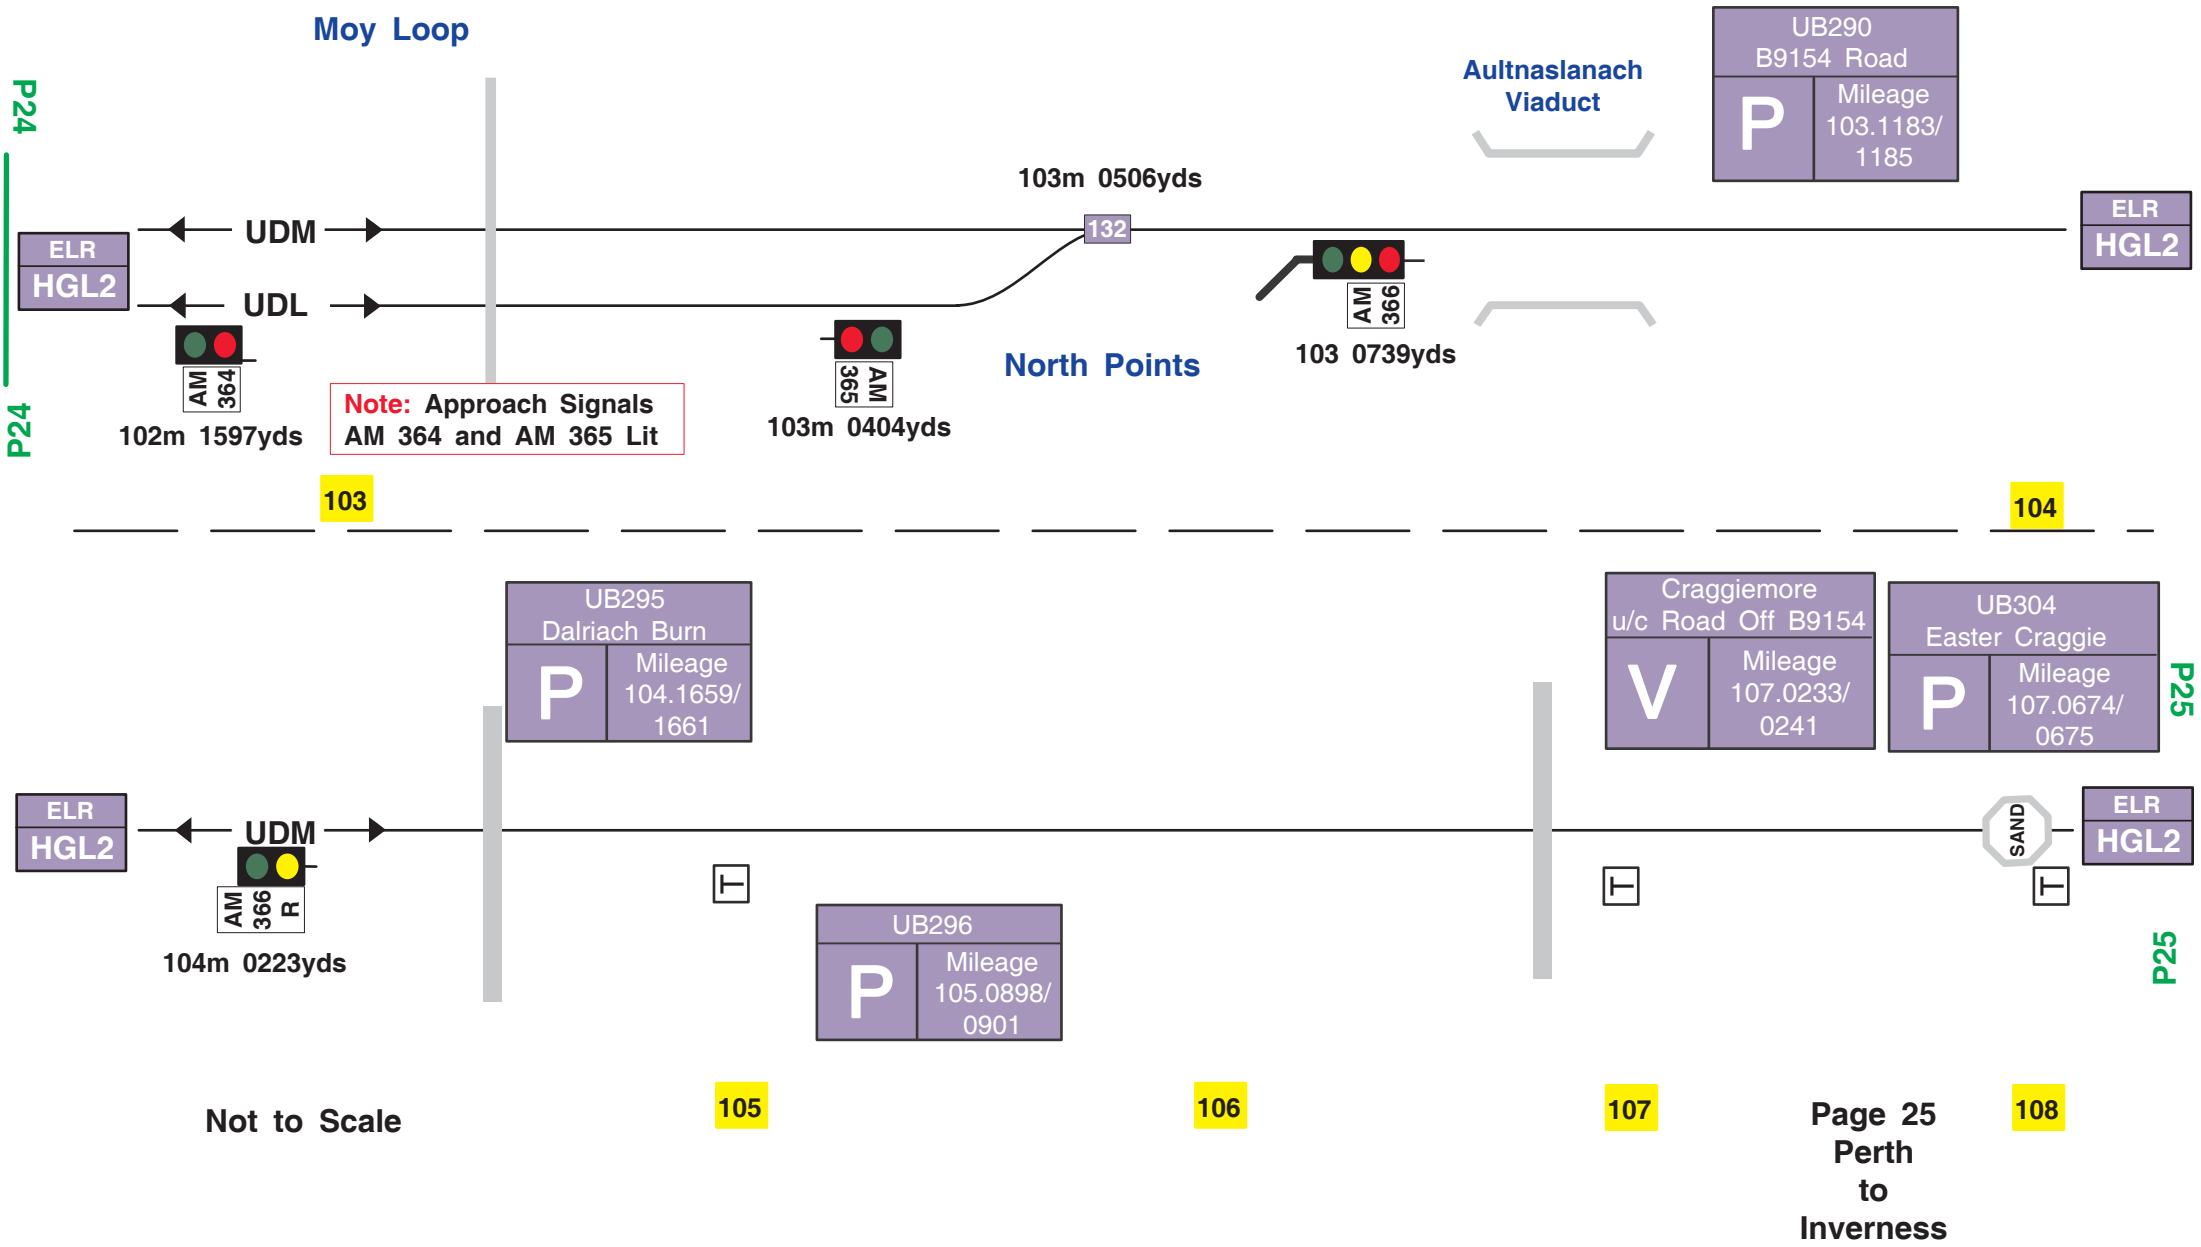 Moy Loop
P24
P24
ELR
HGL2
UDM
UDL
AM
364
102m 1597yds
Note: Approach Signals
AM 364 and AM 365 Lit
AM
365
103m 0404yds
103m 0506yds
132
North Points
AM
366
103 0739yds
Aultnaslanach
Viaduct
UB290
B9154 Road
P
Mileage
103.1183/
1185
ELR
HGL2
103
104
UB295
Dalriach Burn
P
Mileage
104.1659/
1661
Craggiemore
u/c Road Off B9154
V
Mileage
107.0233/
0241
UB304
Easter Craggie
P
Mileage
107.0674/
0675
P25
ELR
HGL2
UDM
AM
366
R
104m 0223yds
T
UB296
P
Mileage
105.0898/
0901
T
SAND
T
ELR
HGL2
P25
105
106
107
108
Not to Scale
Page 25
Perth
to
Inverness